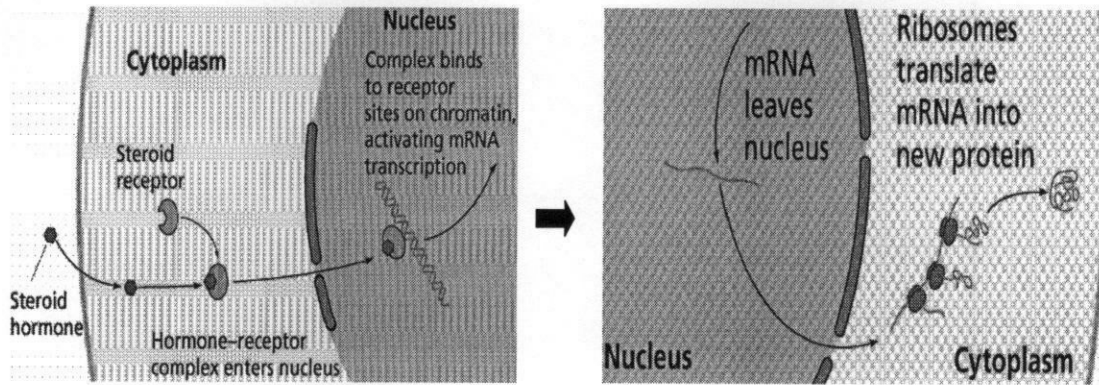 Nucleus
Cytoplasm
Complex binds
to receptor
sites on chromatin,
activating mRNA
transcription
Steroid
receptor
Steroid
hormone
Hormone–receptor
complex enters nucleus
mRNA
leaves
nucleus
Ribosomes
translate
mRNA into
new protein
Nucleus
Cytoplasm